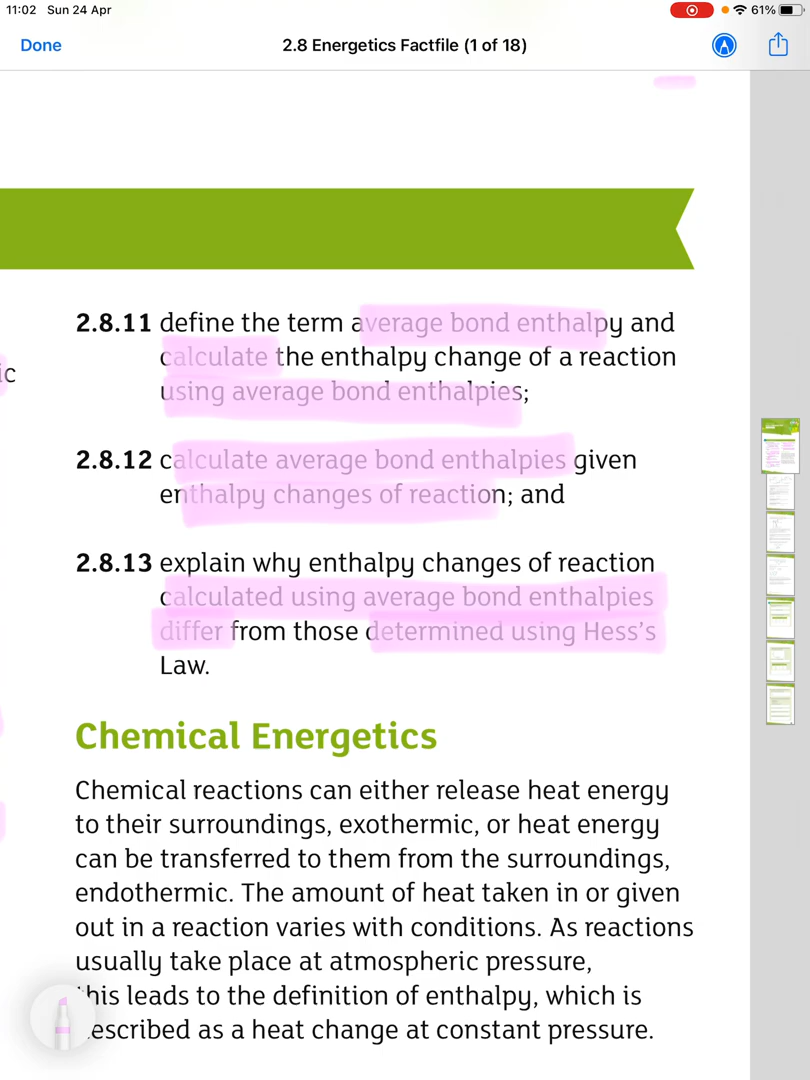 11:02 Sun 24 Apr
61%
Done
2.8 Energetics Factfile (1 of 18)
2.8.11 define the term average bond enthalpy and
calculate the enthalpy change of a reaction
using average bond enthalpies;
ic
2.8.12 calculate average bond enthalpies given
enthalpy changes of reaction; and
2.8.13 explain why enthalpy changes of reaction
calculated using average bond enthalpies
differ from those determined using Hess's
Law.
Chemical Energetics
Chemical reactions can either release heat energy
to their surroundings, exothermic, or heat energy
can be transferred to them from the surroundings,
endothermic. The amount of heat taken in or given
out in a reaction varies with conditions. As reactions
usually take place at atmospheric pressure,
this leads to the definition of enthalpy, which is
described as a heat change at constant pressure.